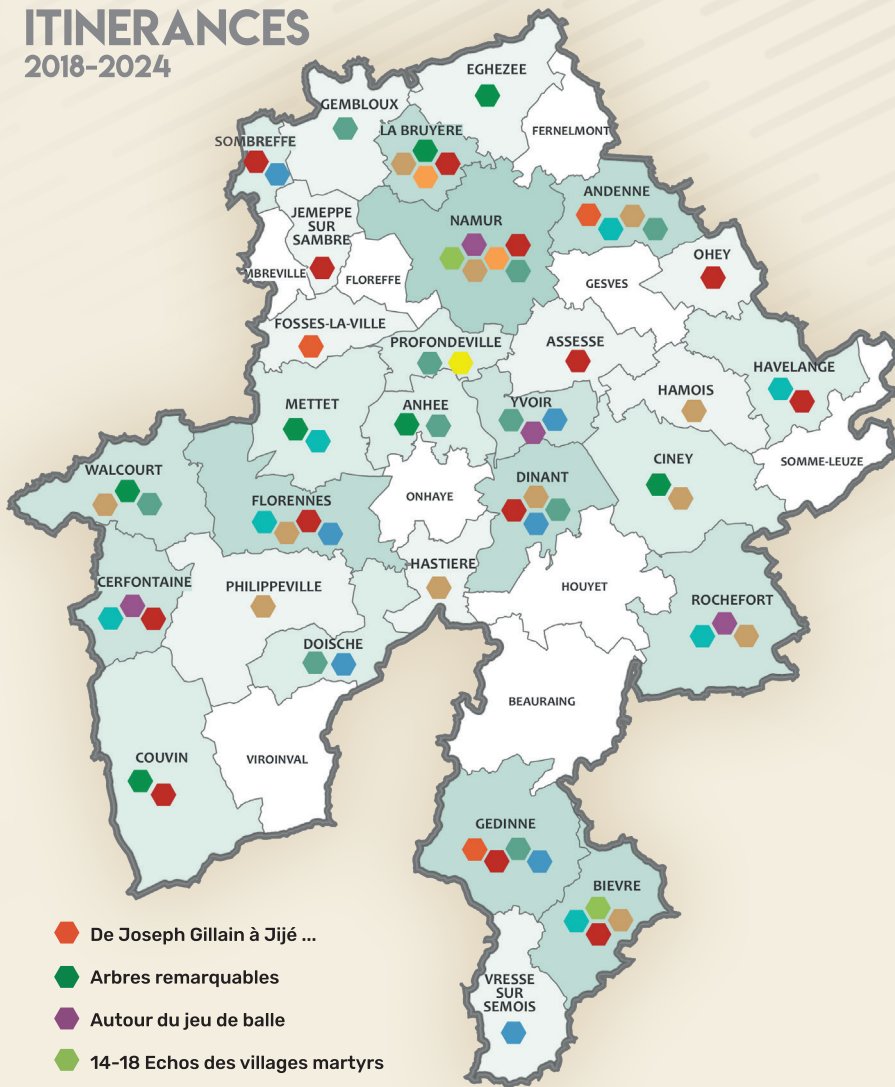 ITINERANCES
2018-2024
EGHEZEE
GEMBLOUX
LA BRUYERE
FERNELMONT
SOMBREFFE
ANDENNE
JEMEPPE
SUR
SAMBRE
NAMUR
OHEY
MBREVILLE
FLOREFFE
GESVES
FOSSES-LA-VILLE
PROFONDEVILLE
ASSESSE
HAVELANGE
HAMOIS
METTET
ANHEE
YVOIR
CINEY
SOMME-LEUZE
WALCOURT
FLORENNES
ONHAYE
DINANT
HASTIERE
CERFONTAINE
PHILIPPEVILLE
HOUYET
ROCHEFORT
DOISCHE
BEAURAING
COUVIN
VIROINVAL
GEDINNE
BIEVRE
VRESSE
SUR
SEMOIS
De Joseph Gillain à Jijé ...
Arbres remarquables
Autour du jeu de balle
14-18 Echos des villages martyrs